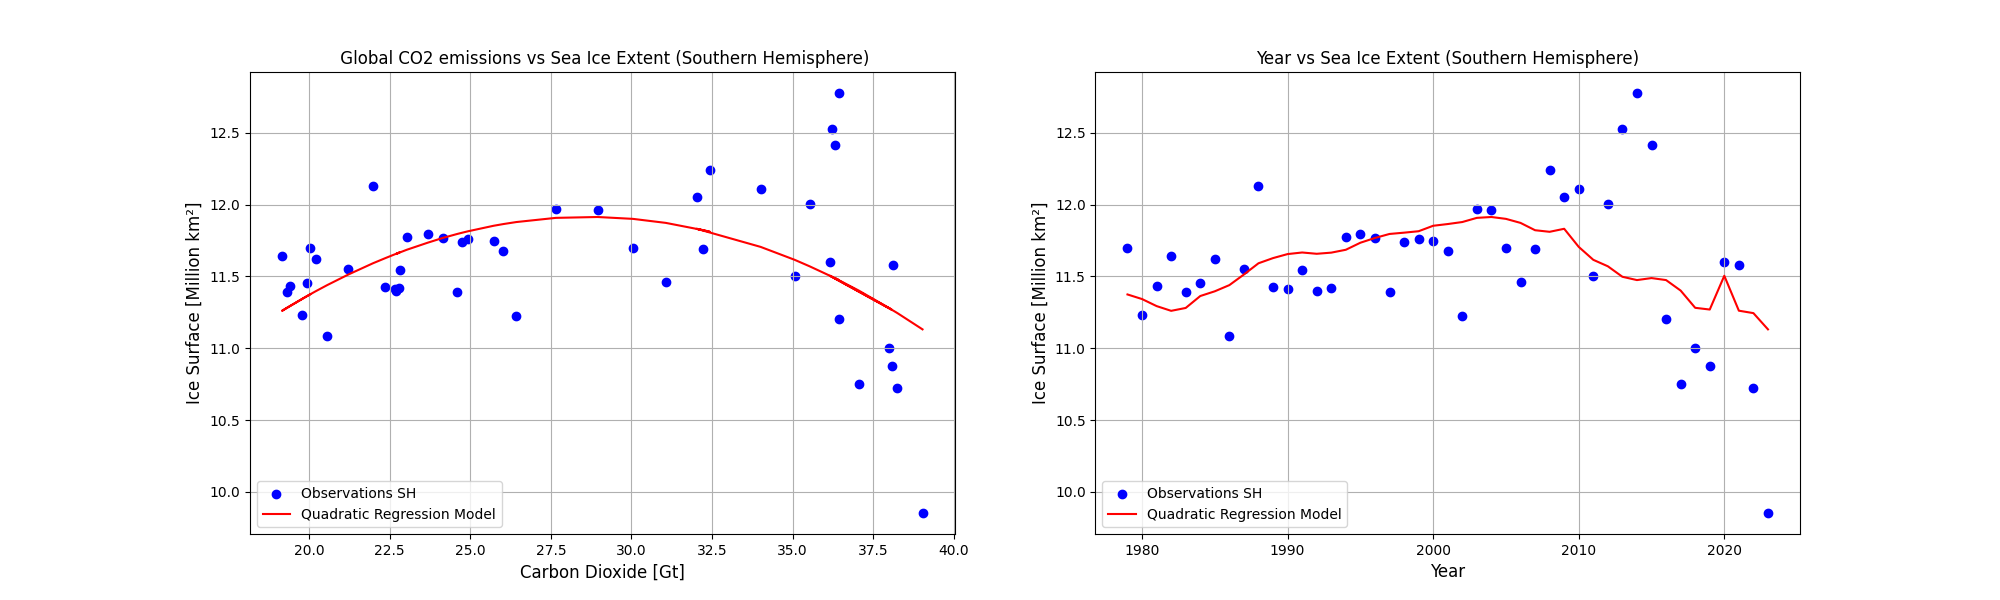 Global CO2 emissions vs Sea Ice Extent (Southern Hemisphere)
Ice Surface [Million km²]
12.5
12.0
11.5
11.0
10.5
10.0
Observations SH
Quadratic Regression Model
20.0 22.5 25.0 27.5 30.0 32.5 35.0 37.5 40.0
Carbon Dioxide [Gt]
Year vs Sea Ice Extent (Southern Hemisphere)
Ice Surface [Million km²]
12.5
12.0
11.5
11.0
10.5
10.0
Observations SH
Quadratic Regression Model
1980 1990 2000 2010 2020
Year